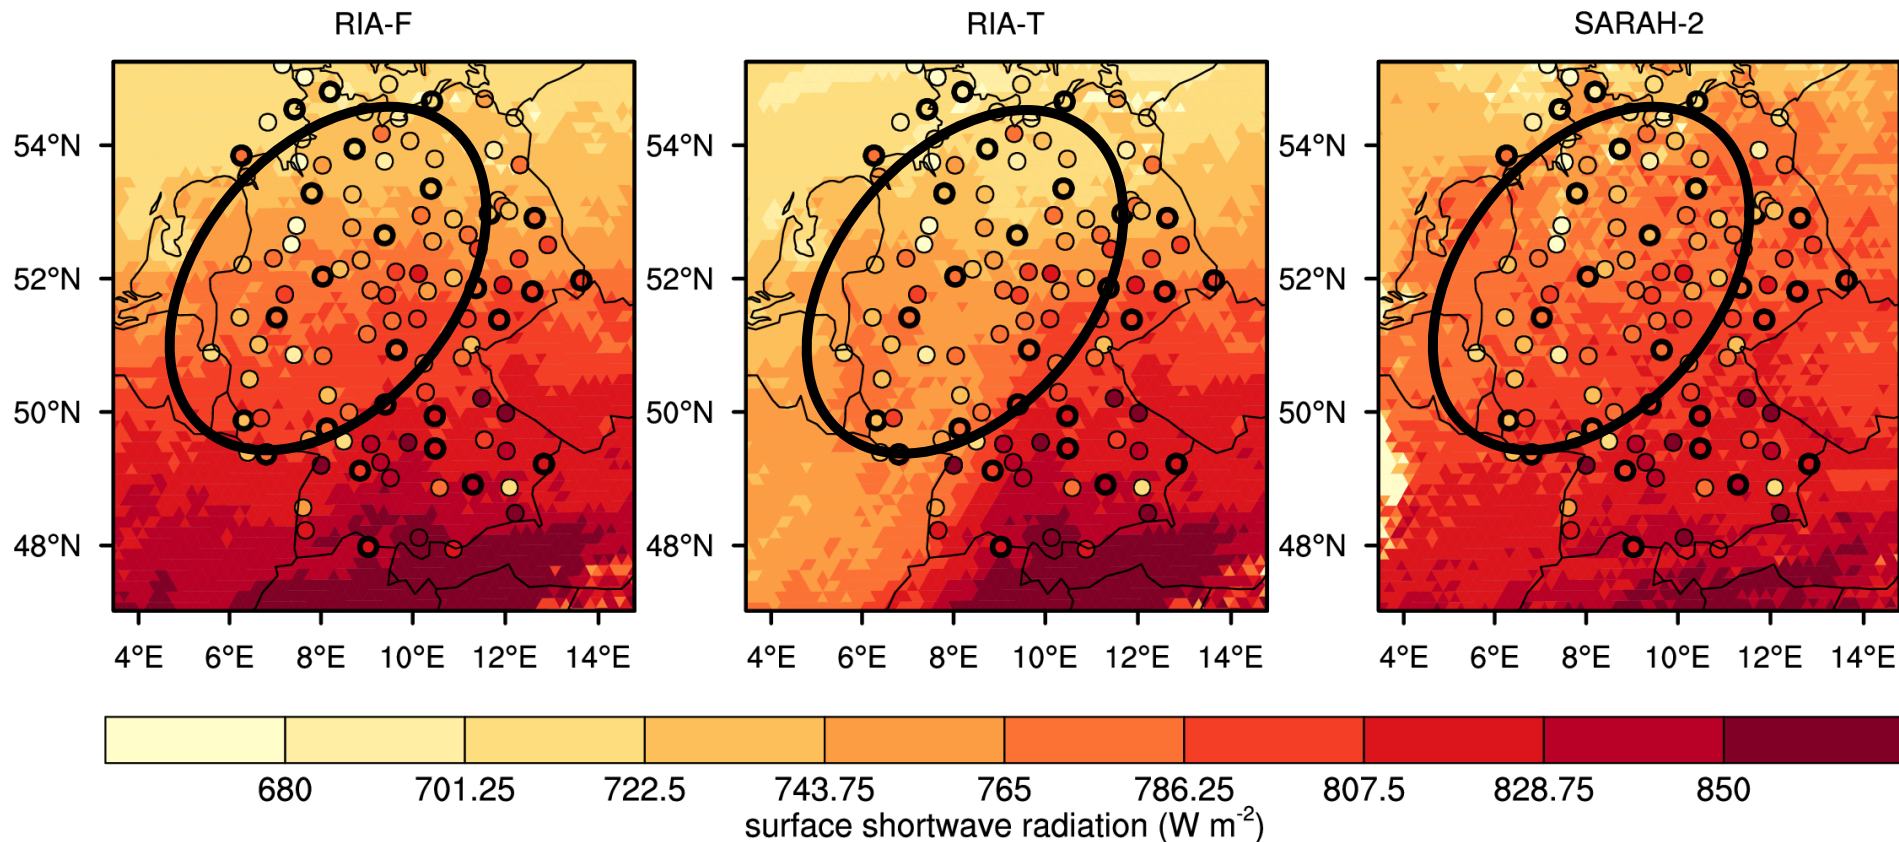 RIA-F RIA-T SARAH-2
54°N 54°N 54°N
52°N 52°N 52°N
50°N 50°N 50°N
48°N 48°N 48°N
4°E 6°E 8°E 10°E 12°E 14°E 4°E 6°E 8°E 10°E 12°E 14°E 4°E 6°E 8°E 10°E 12°E 14°E
680 701.25 722.5 743.75 765 786.25 807.5 828.75 850
surface shortwave radiation (W m⁻²)